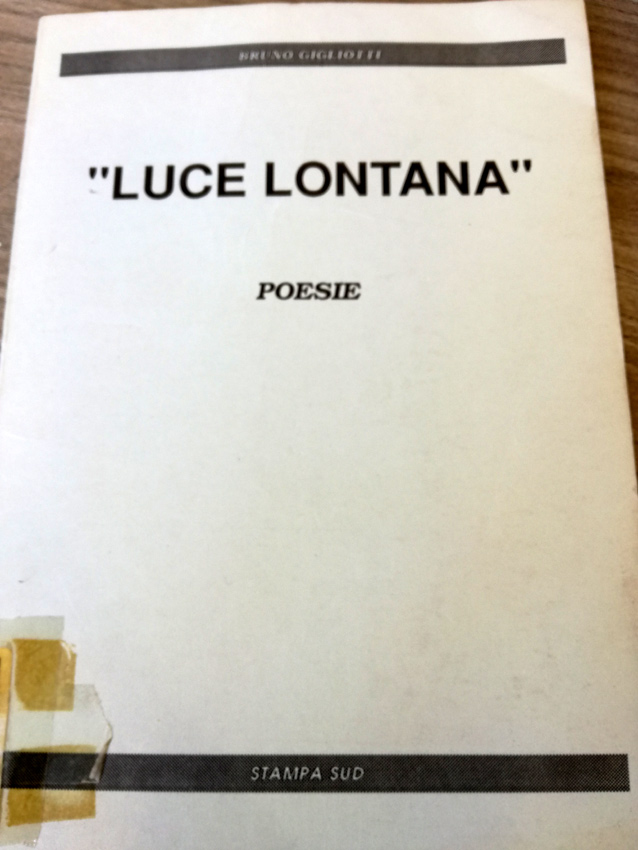 BRUNO GIGLIOTTI
"LUCE LONTANA"
POESIE
STAMPA SUD